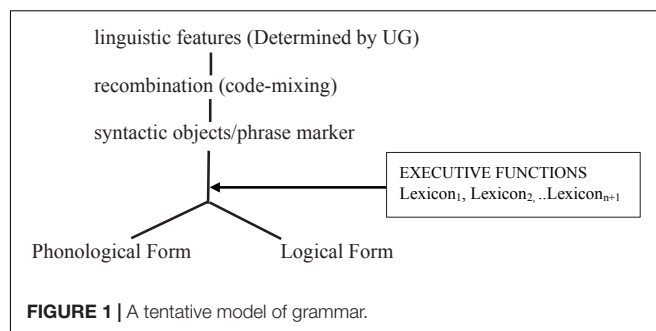 linguistic features (Determined by UG)
recombination (code-mixing)
syntactic objects/phrase marker
EXECUTIVE FUNCTIONS
Lexicon₁, Lexicon₂, ..Lexiconₙ₊₁
Phonological Form Logical Form
FIGURE 1 | A tentative model of grammar.